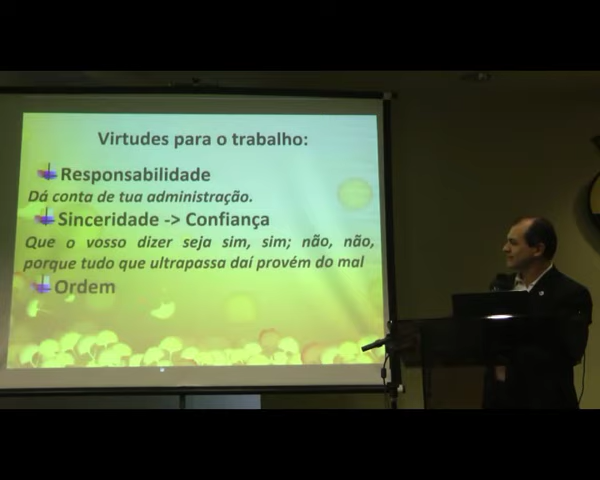 Virtudes para o trabalho:
Responsabilidade
Dá conta de tua administração.
Sinceridade -> Confiança
Que o vosso dizer seja sim, sim; não, não,
porque tudo que ultrapassa daí provém do mal
Ordem